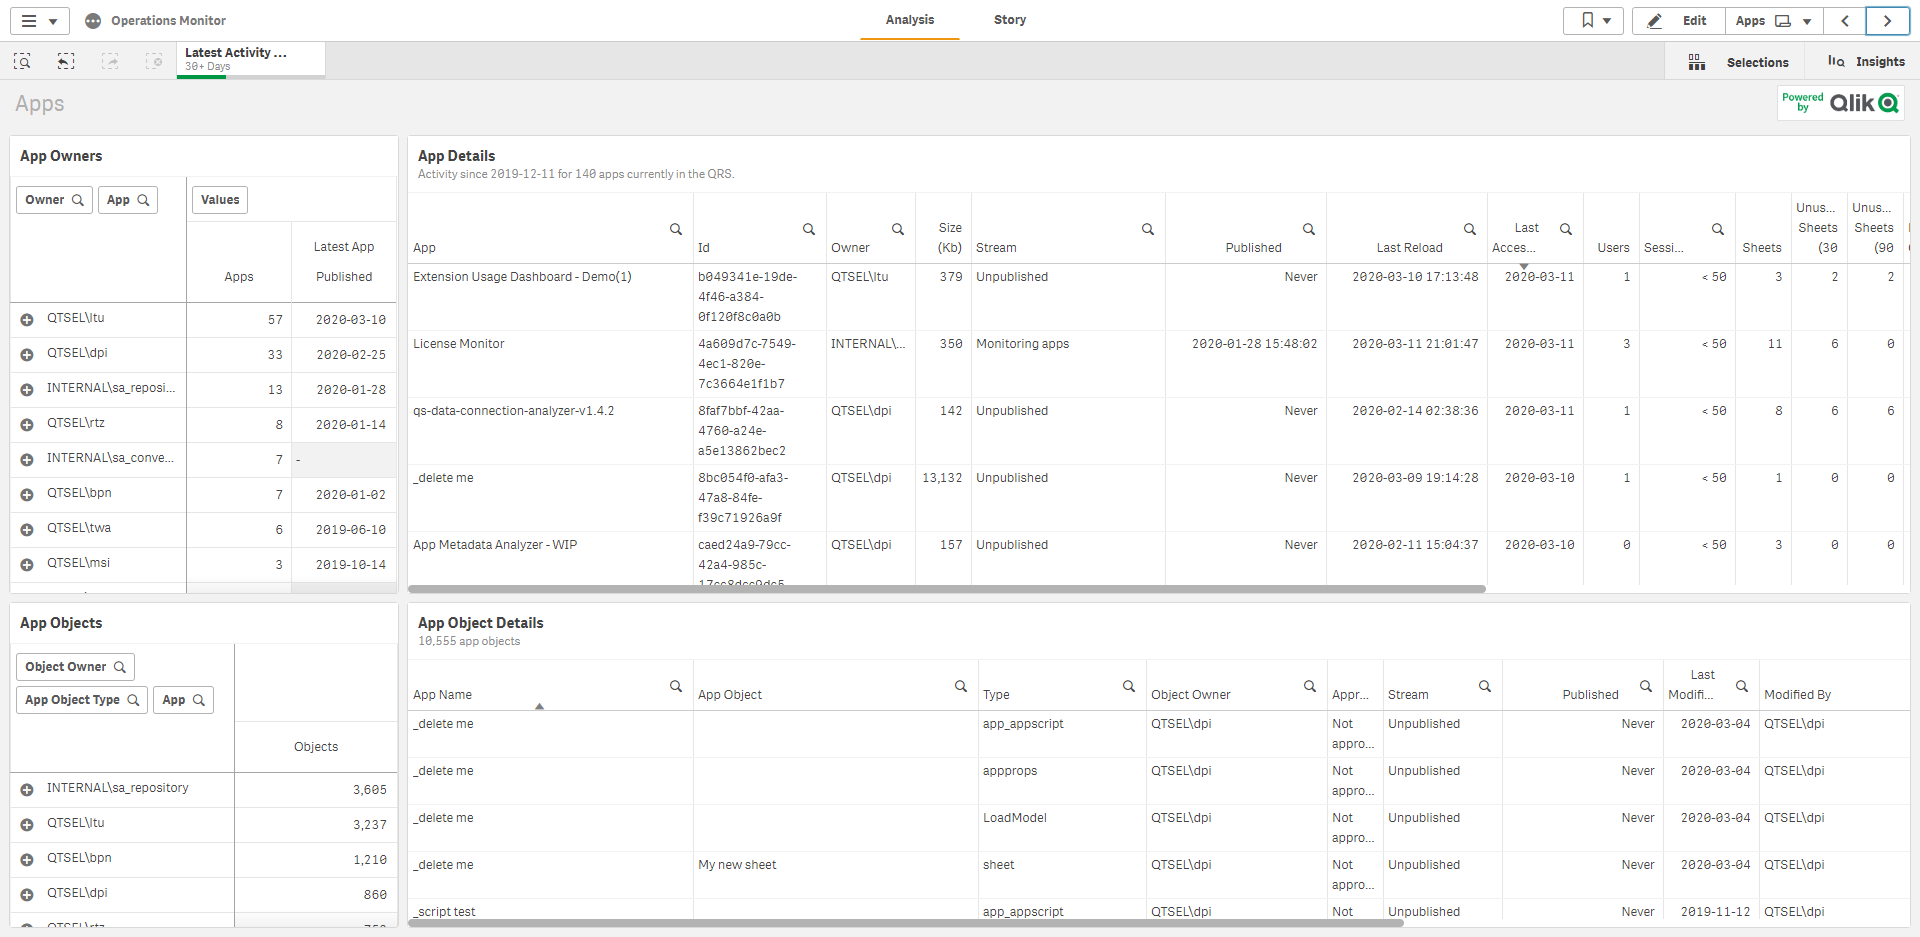 Operations Monitor
Analysis
Story
Edit
Apps
Latest Activity ...
30+ Days
Selections
Insights
Apps
Powered by Qlik
App Owners
Owner App Values
Apps Latest App Published
QTSEL\ltu 57 2020-03-10
QTSEL\dpi 33 2020-02-25
INTERNAL\sa_reposi... 13 2020-01-28
QTSEL\rtz 8 2020-01-14
INTERNAL\sa_conve... 7 -
QTSEL\bpn 7 2020-01-02
QTSEL\twa 6 2019-06-10
QTSEL\msi 3 2019-10-14
App Details
Activity since 2019-12-11 for 140 apps currently in the QRS.
App Id Owner Size (Kb) Stream Published Last Reload Last Acces... Users Sessi... Sheets Unus... Sheets (30 Unus... Sheets (90
Extension Usage Dashboard - Demo(1) b049341e-19de- QTSEL\ltu 379 Unpublished Never 2020-03-10 17:13:48 2020-03-11 1 < 50 3 2 2
4f46-a384-
0f120f8c0a0b
License Monitor 4a609d7c-7549- INTERNAL\... 350 Monitoring apps 2020-01-28 15:48:02 2020-03-11 21:01:47 2020-03-11 3 < 50 11 6 0
4ec1-820e-
7c3664e1f1b7
qs-data-connection-analyzer-v1.4.2 8faf7bbf-42aa- QTSEL\dpi 142 Unpublished Never 2020-02-14 02:38:36 2020-03-11 1 < 50 8 6 6
4760-a24e-
a5e13862bec2
_delete me 8bc054f0-afa3- QTSEL\dpi 13,132 Unpublished Never 2020-03-09 19:14:28 2020-03-10 1 < 50 1 0 0
47a8-84fe-
f39c71926a9f
App Metadata Analyzer - WIP caed24a9-79cc- QTSEL\dpi 157 Unpublished Never 2020-02-11 15:04:37 2020-03-10 0 < 50 3 0 0
42a4-985c-
App Objects
Object Owner
App Object Type App
Objects
INTERNAL\sa_repository 3,605
QTSEL\ltu 3,237
QTSEL\bpn 1,210
QTSEL\dpi 860
App Object Details
10,555 app objects
App Name App Object Type Object Owner Appr... Stream Published Last Modifi... Modified By
_delete me app_appscript QTSEL\dpi Not appro... Unpublished Never 2020-03-04 QTSEL\dpi
_delete me appprops QTSEL\dpi Not appro... Unpublished Never 2020-03-04 QTSEL\dpi
_delete me LoadModel QTSEL\dpi Not appro... Unpublished Never 2020-03-04 QTSEL\dpi
_delete me My new sheet sheet QTSEL\dpi Not appro... Unpublished Never 2020-03-04 QTSEL\dpi
_script test app_appscript QTSEL\dpi Not Unpublished Never 2019-11-12 QTSEL\dpi